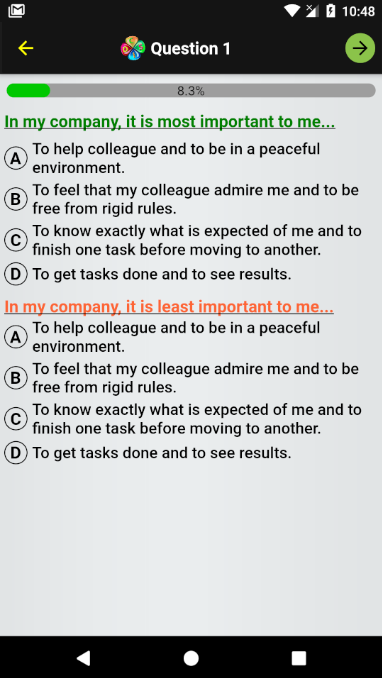 10:48
Question 1
8.3%
In my company, it is most important to me...
A
To help colleague and to be in a peaceful
environment.
B
To feel that my colleague admire me and to be
free from rigid rules.
C
To know exactly what is expected of me and to
finish one task before moving to another.
D
To get tasks done and to see results.
In my company, it is least important to me...
A
To help colleague and to be in a peaceful
environment.
B
To feel that my colleague admire me and to be
free from rigid rules.
C
To know exactly what is expected of me and to
finish one task before moving to another.
D
To get tasks done and to see results.